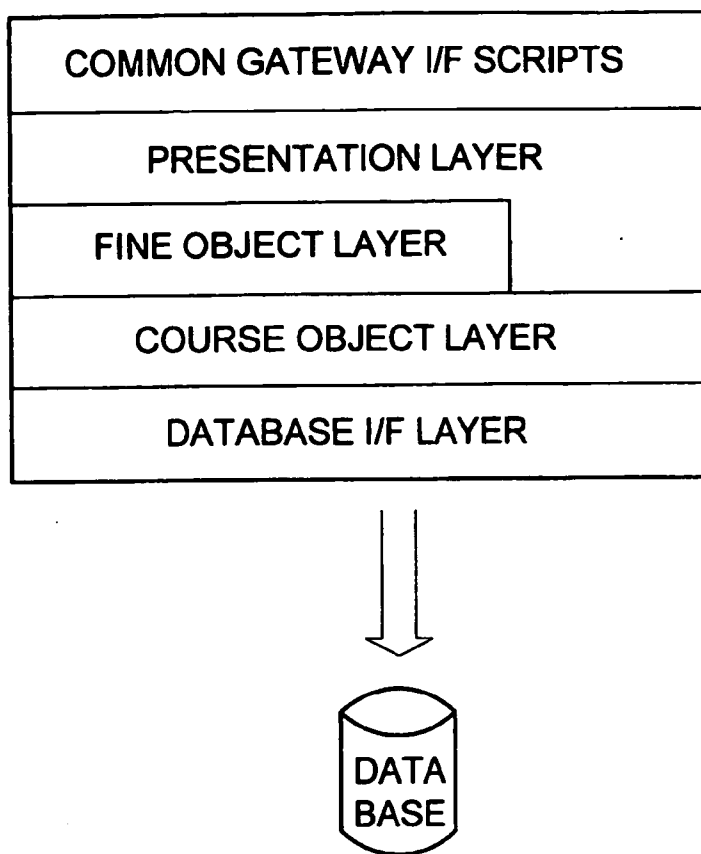 COMMON GATEWAY I/F SCRIPTS
PRESENTATION LAYER
FINE OBJECT LAYER
COURSE OBJECT LAYER
DATABASE I/F LAYER
DATA
BASE